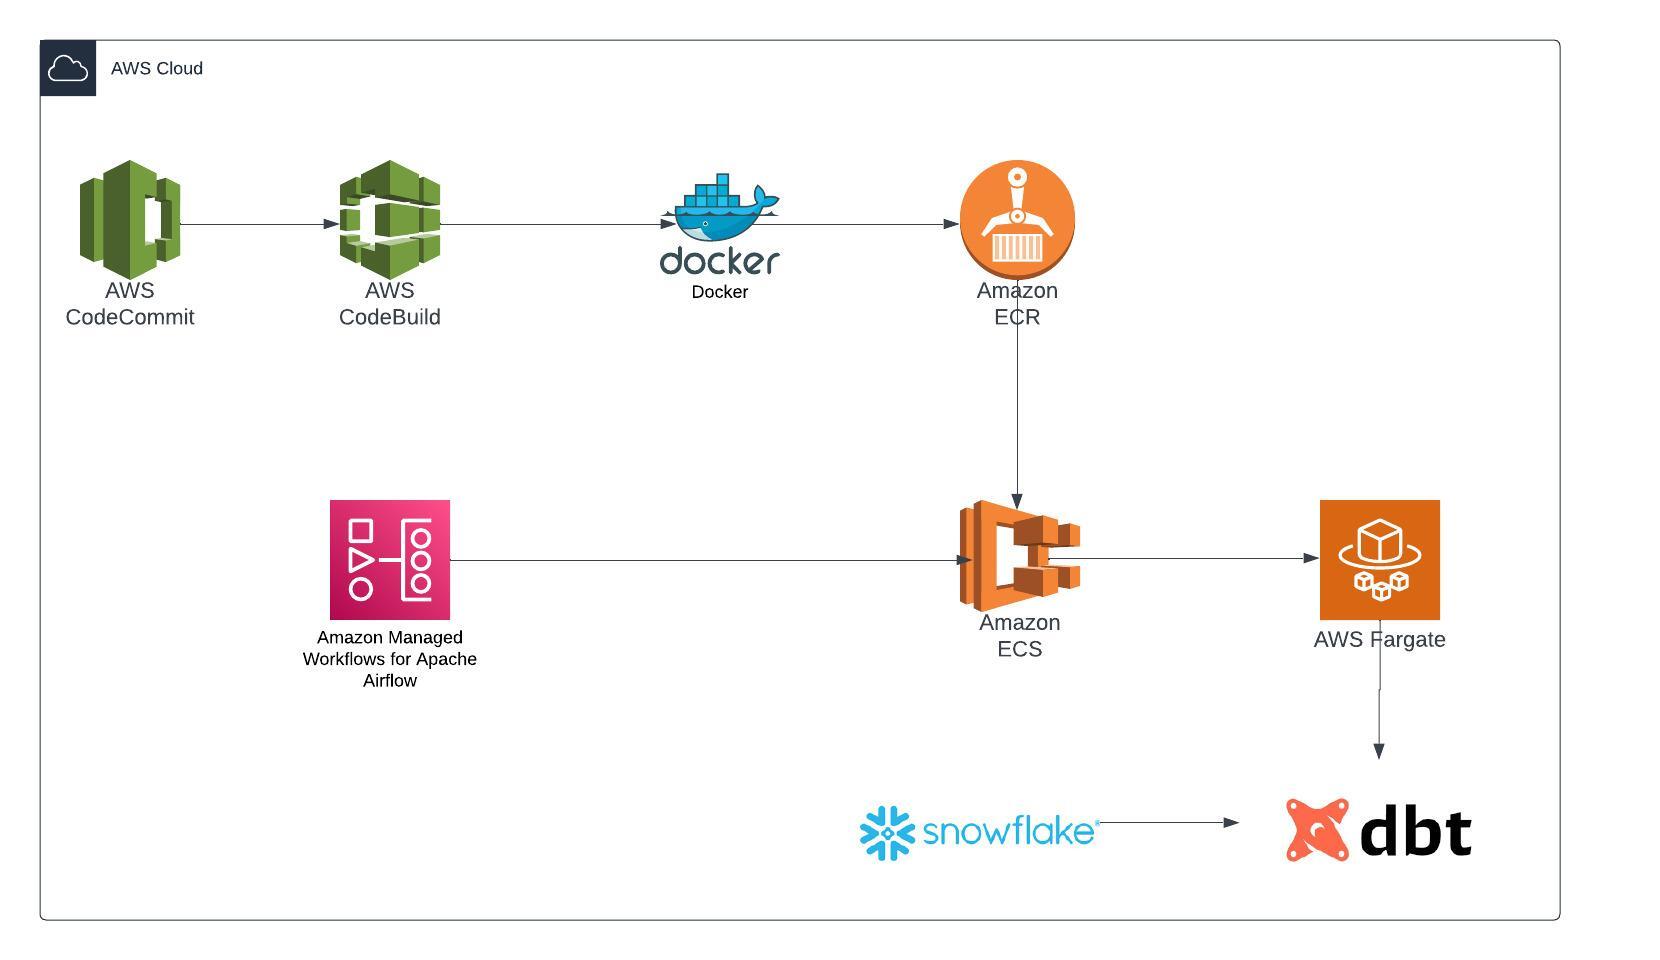 AWS Cloud
AWS
CodeCommit
AWS
CodeBuild
docker
Docker
Amazon
ECR
Amazon Managed
Workflows for Apache
Airflow
Amazon
ECS
AWS Fargate
snowflake®
dbt